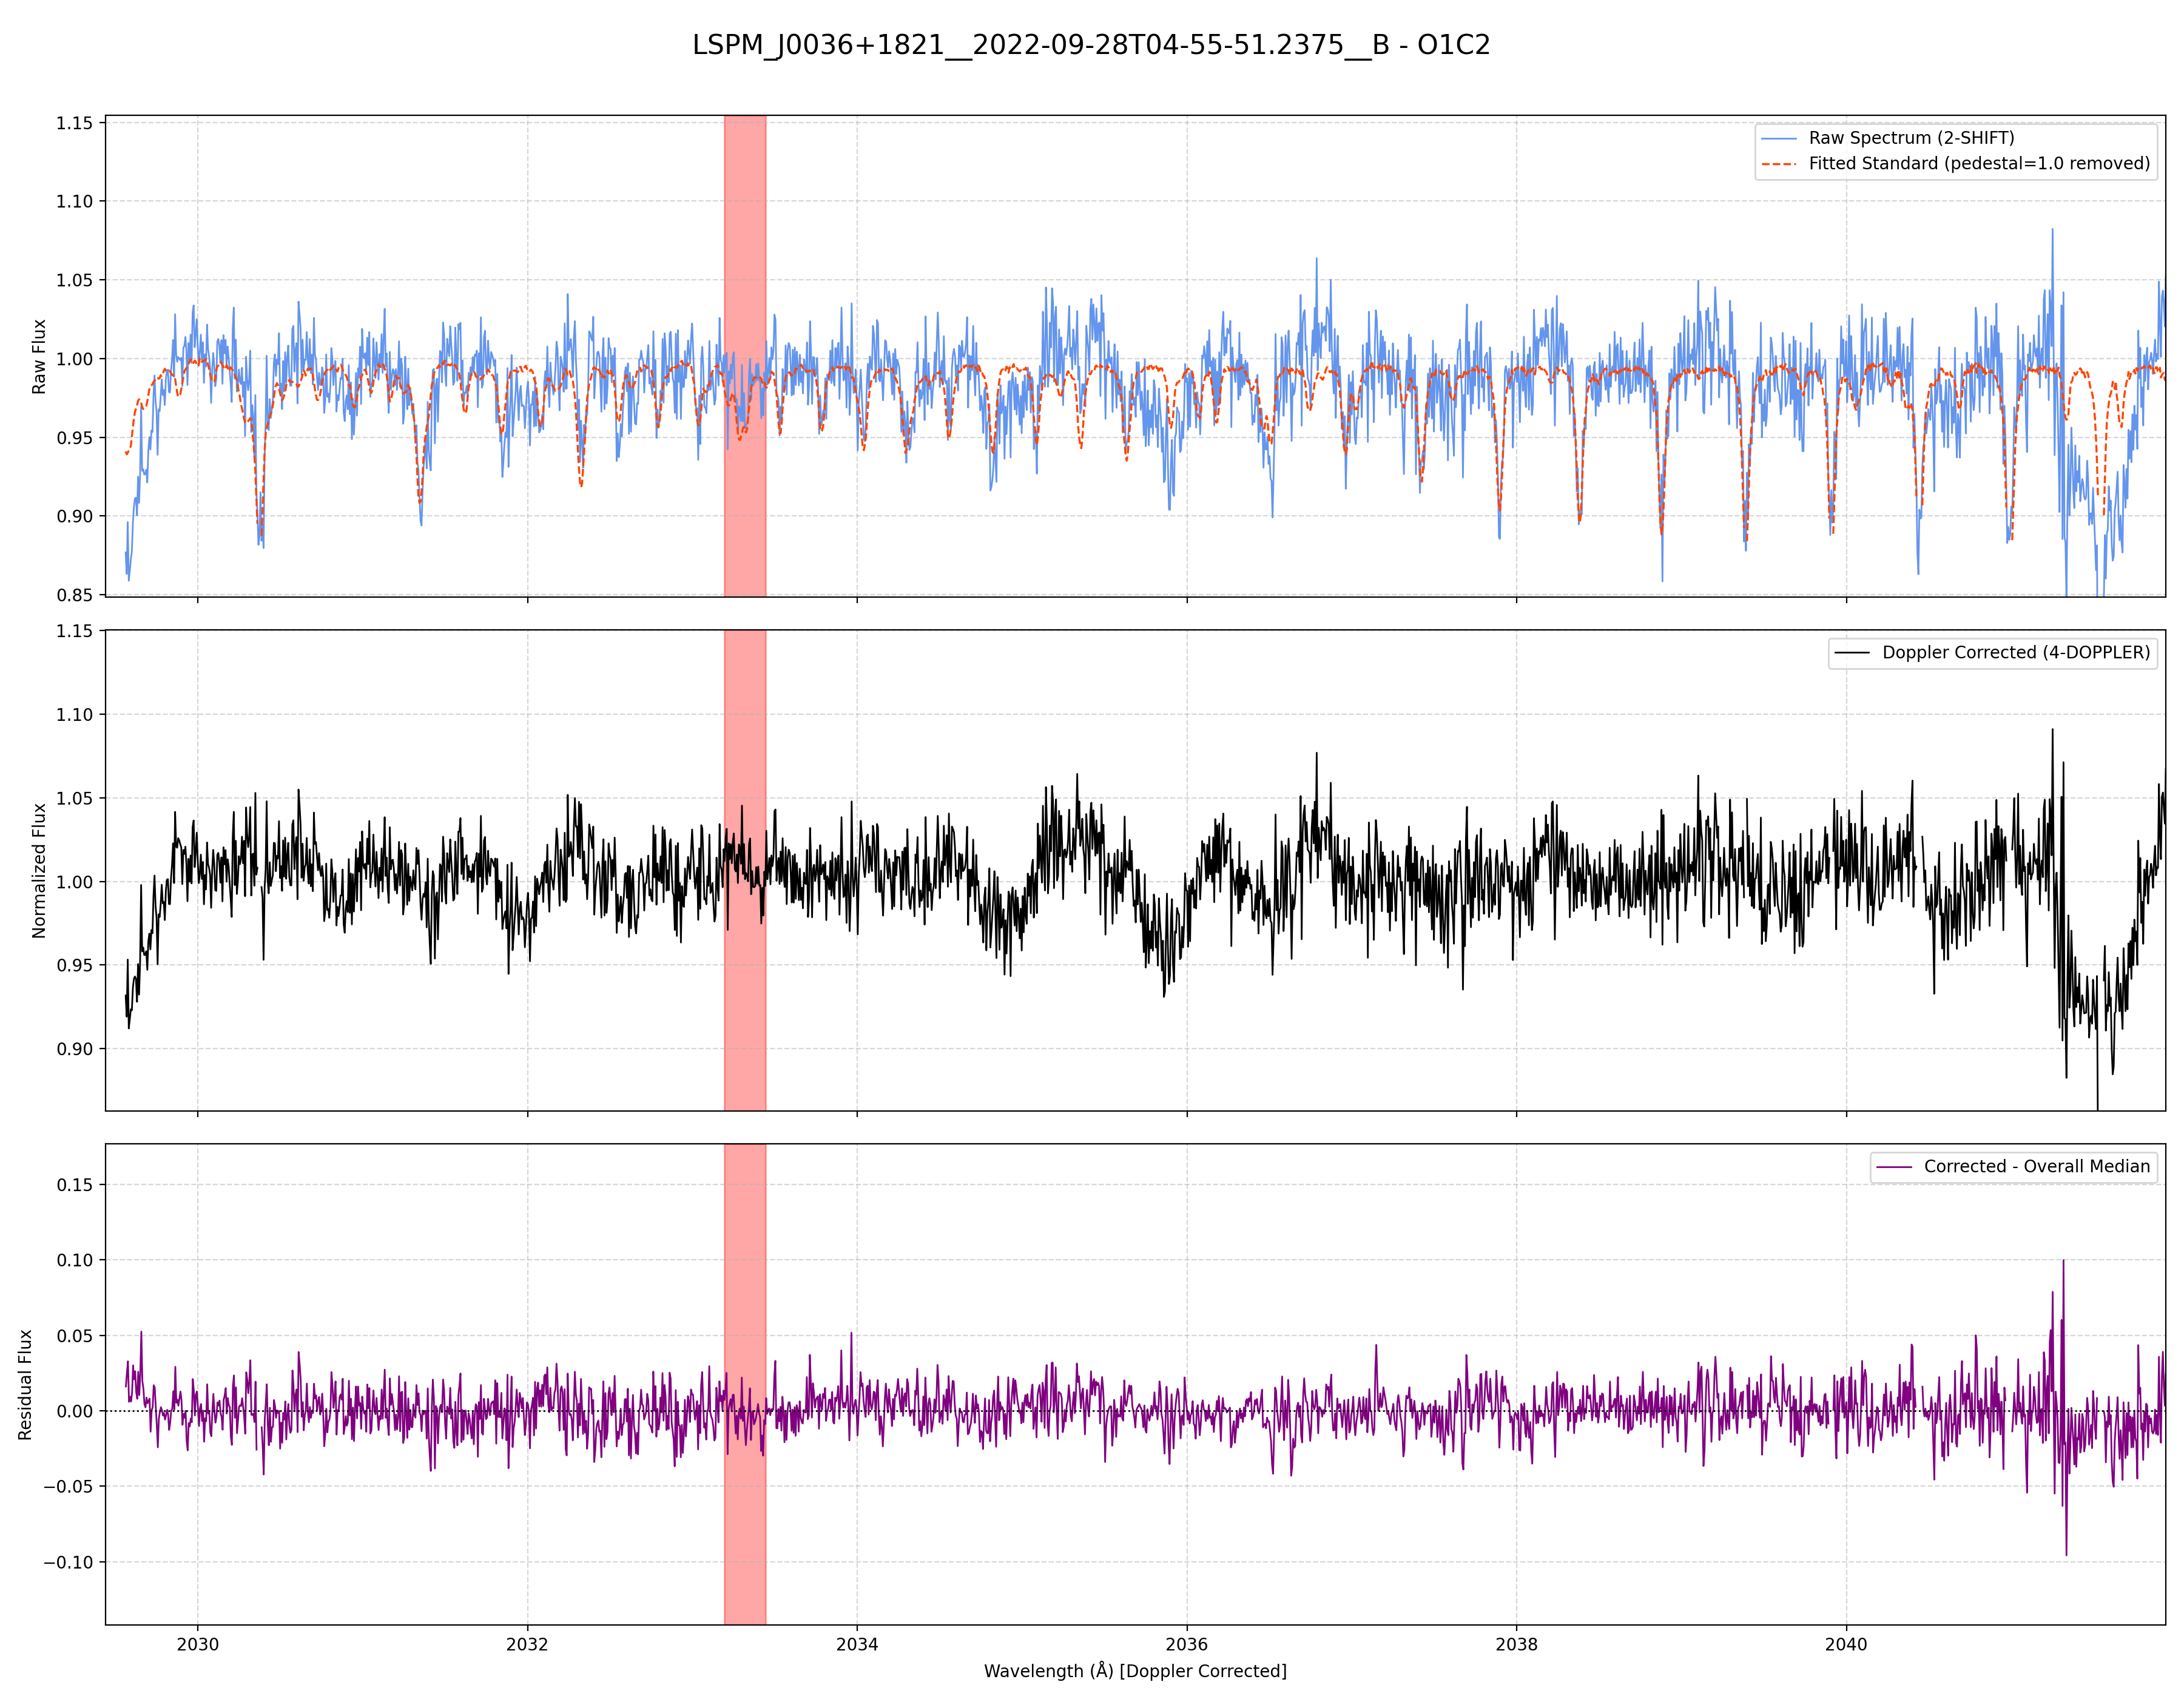 LSPM_J0036+1821__2022-09-28T04-55-51.2375__B - O1C2
1.15
1.10
1.05
1.00
0.95
0.90
0.85
Raw Flux
Raw Spectrum (2-SHIFT)
Fitted Standard (pedestal=1.0 removed)
1.15
1.10
1.05
1.00
0.95
0.90
Normalized Flux
Doppler Corrected (4-DOPPLER)
0.15
0.10
0.05
0.00
−0.05
−0.10
Residual Flux
Corrected - Overall Median
2030 2032 2034 2036 2038 2040
Wavelength (Å) [Doppler Corrected]